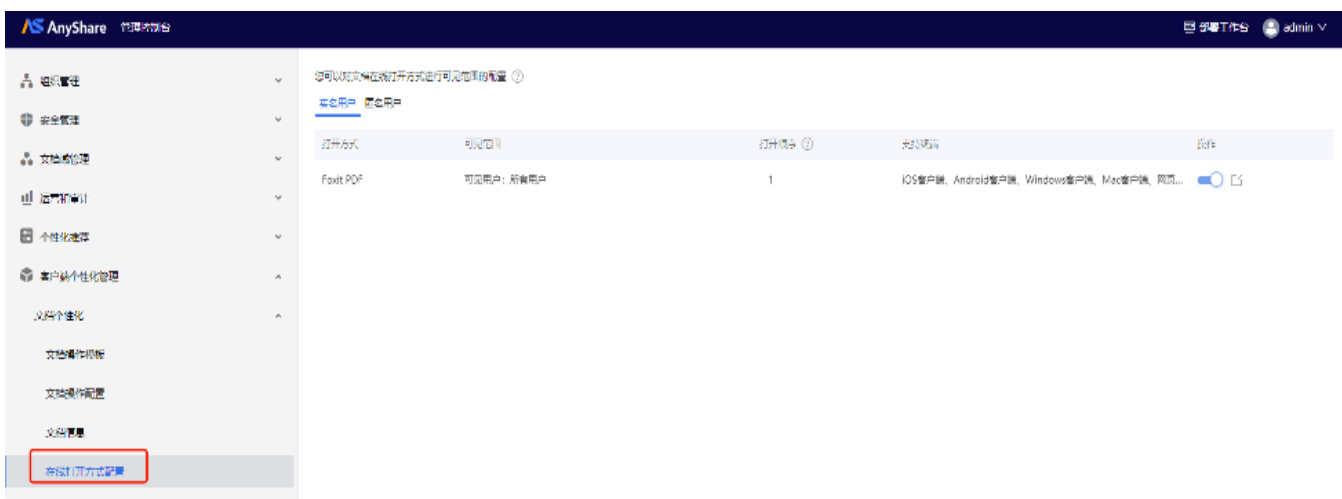 AnyShare 管理控制台
部署工作台 admin
组织管理
安全管理
文档域管理
运营和审计
个性化推荐
客户端个性化管理
文档个性化
文档操作模板
文档操作配置
文档信息
在线打开方式配置
您可以对文档在线打开方式进行可见范围的配置
实名用户 匿名用户
打开方式 可见范围 打开顺序 支持终端 操作
Foxit PDF 可见用户：所有用户 1 iOS客户端、Android客户端、Windows客户端、Mac客户端、网页...